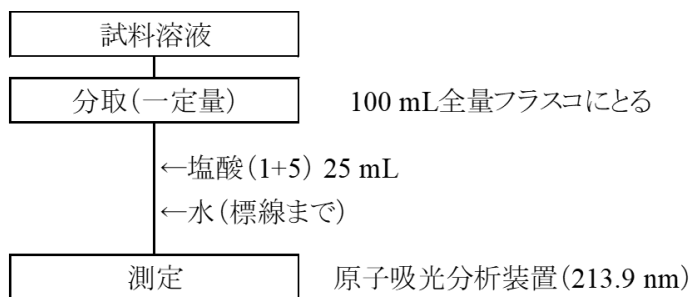 試料溶液
分取(一定量) 100 mL全量フラスコにとる
←塩酸(1+5) 25 mL
←水(標線まで)
測定 原子吸光分析装置(213.9 nm)